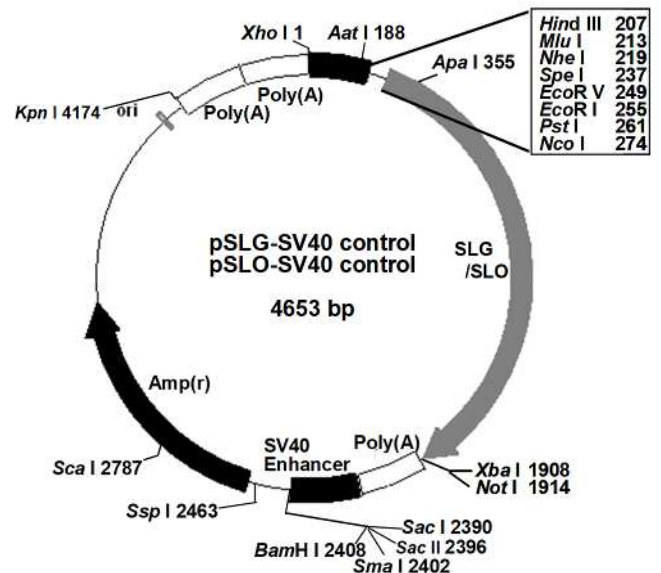 Xho I 1
Aat I 188
Hind III 207
Mlu I 213
Nhe I 219
Spe I 237
EcoR V 249
EcoR I 255
Pst I 261
Nco I 274
Apa I 355
Kpn I 4174
ori
Poly(A)
Poly(A)
pSLG-SV40 control
pSLO-SV40 control
4653 bp
SLG
/SLO
Amp(r)
SV40
Enhancer
Poly(A)
Sca I 2787
Ssp I 2463
Xba I 1908
Not I 1914
Sac I 2390
Sac II 2396
BamH I 2408
Sma I 2402